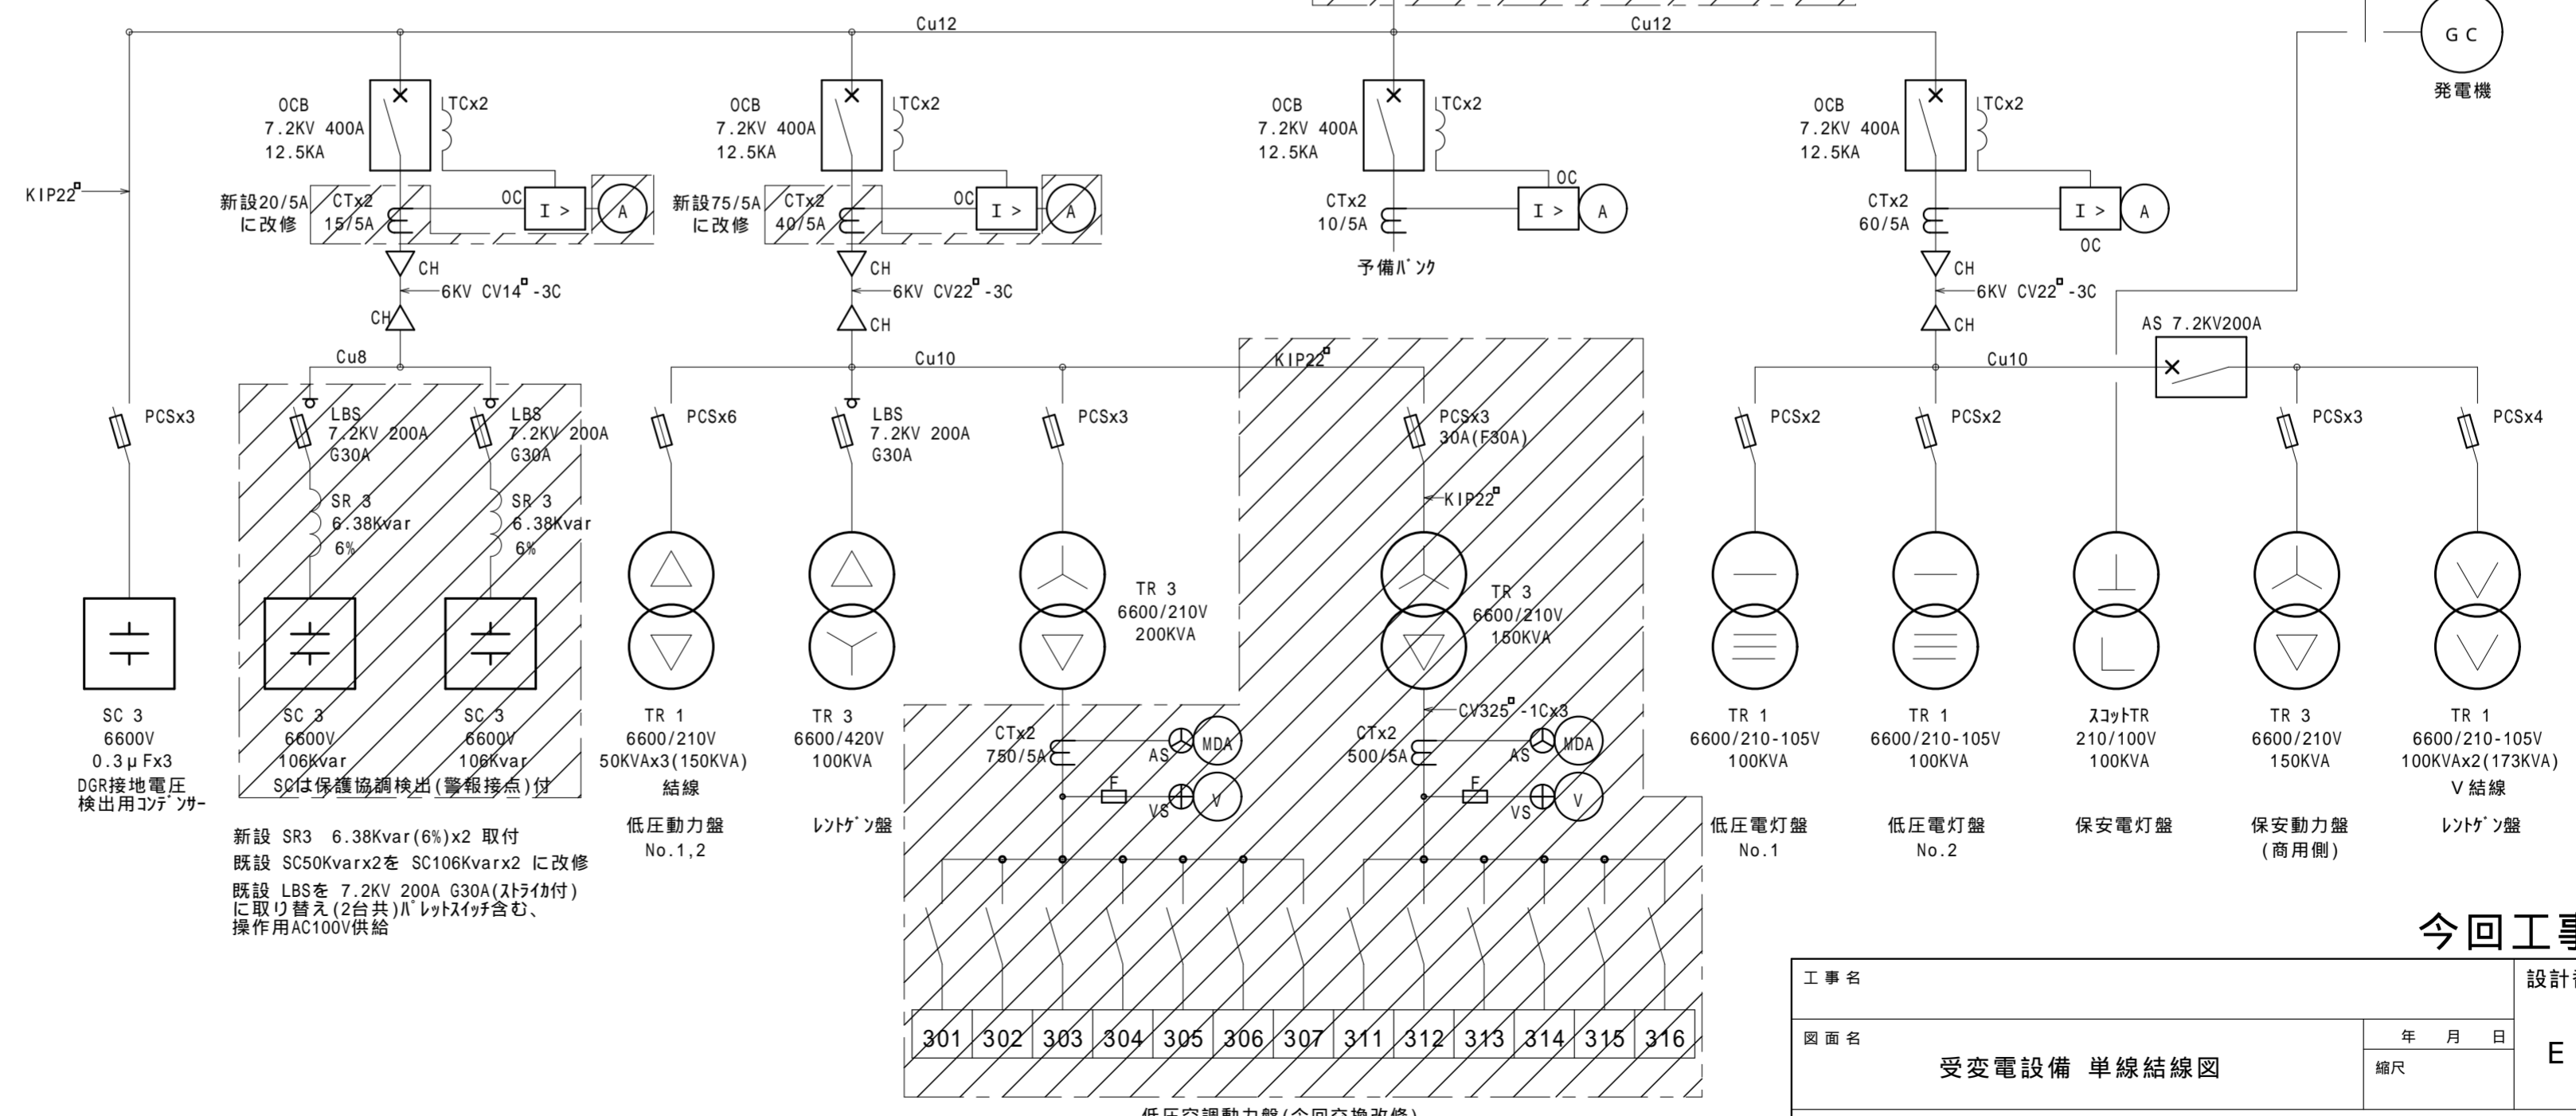 Cu12
Cu12
G C
発電機
OCB
7.2KV 400A
12.5KA
TCx2
OCB
7.2KV 400A
12.5KA
TCx2
OCB
7.2KV 400A
12.5KA
TCx2
OCB
7.2KV 400A
12.5KA
TCx2
KIP22□
新設20/5A
に改修
CTx2
15/5A
OC
I >
A
新設75/5A
に改修
CTx2
40/5A
OC
I >
A
CTx2
10/5A
OC
I >
A
CTx2
60/5A
I >
A
OC
予備バンク
CH
6KV CV14□-3C
CH
CH
6KV CV22□-3C
CH
CH
6KV CV22□-3C
CH
AS 7.2KV200A
Cu8
Cu10
KIP22□
Cu10
PCSx3
LBS
7.2KV 200A
G30A
LBS
7.2KV 200A
G30A
PCSx6
LBS
7.2KV 200A
G30A
PCSx3
PCSx3
30A(F30A)
PCSx2
PCSx2
PCSx3
PCSx4
SR 3
6.38Kvar
6%
SR 3
6.38Kvar
6%
KIP22□
TR 3
6600/210V
200KVA
TR 3
6600/210V
150KVA
SC 3
6600V
0.3μFx3
DGR接地電圧
検出用コンデンサー
SC 3
6600V
106Kvar
SC 3
6600V
106Kvar
SCは保護協調検出(警報接点)付
TR 1
6600/210V
50KVAx3(150KVA)
結線
低圧動力盤
No.1,2
TR 3
6600/420V
100KVA
レントゲン盤
CTx2
750/5A
AS
MDA
F
VS
V
CV325□-1Cx3
CTx2
500/5A
AS
MDA
F
VS
V
TR 1
6600/210-105V
100KVA
低圧電灯盤
No.1
TR 1
6600/210-105V
100KVA
低圧電灯盤
No.2
スコットTR
210/100V
100KVA
保安電灯盤
TR 3
6600/210V
150KVA
保安動力盤
(商用側)
TR 1
6600/210-105V
100KVAx2(173KVA)
V結線
レントゲン盤
新設 SR3 6.38Kvar(6%)x2 取付
既設 SC50Kvarx2を SC106Kvarx2 に改修
既設 LBSを 7.2KV 200A G30A(ストライカ付)
に取り替え(2台共)パレットスイッチ含む、
操作用AC100V供給
301 302 303 304 305 306 307 311 312 313 314 315 316
低圧空調動力盤(今回交換改修)
今回工事
工事名
設計
図面名
受変電設備 単線結線図
年 月 日
縮尺
E